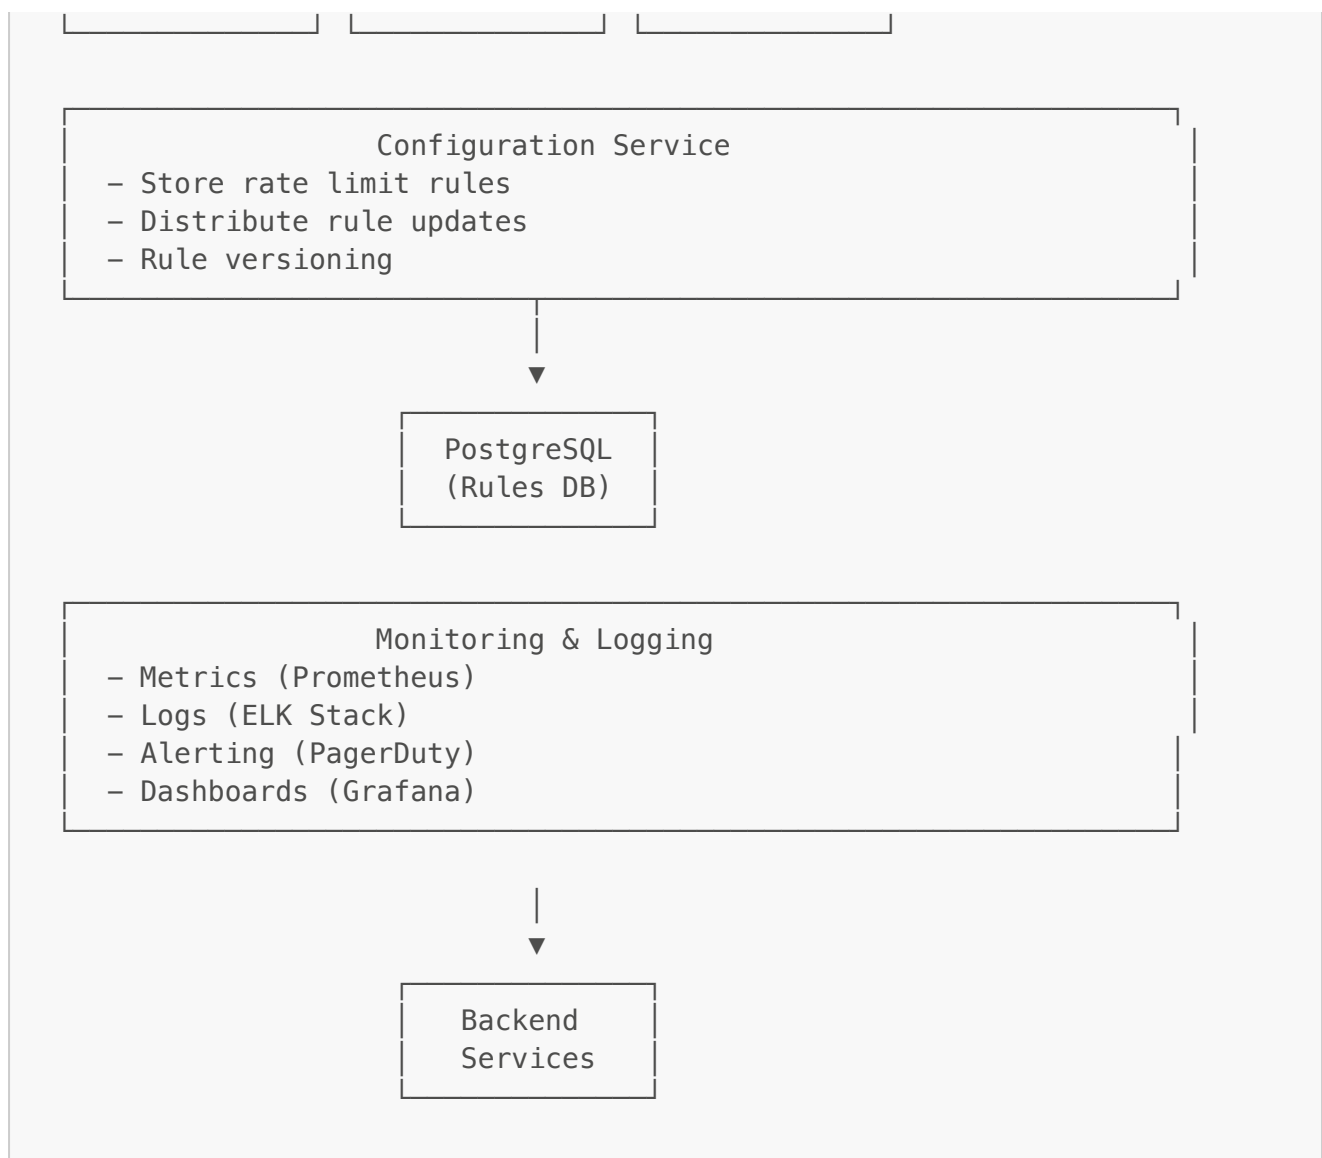 Configuration Service
– Store rate limit rules
– Distribute rule updates
– Rule versioning
▼
PostgreSQL
(Rules DB)
Monitoring & Logging
– Metrics (Prometheus)
– Logs (ELK Stack)
– Alerting (PagerDuty)
– Dashboards (Grafana)
▼
Backend
Services